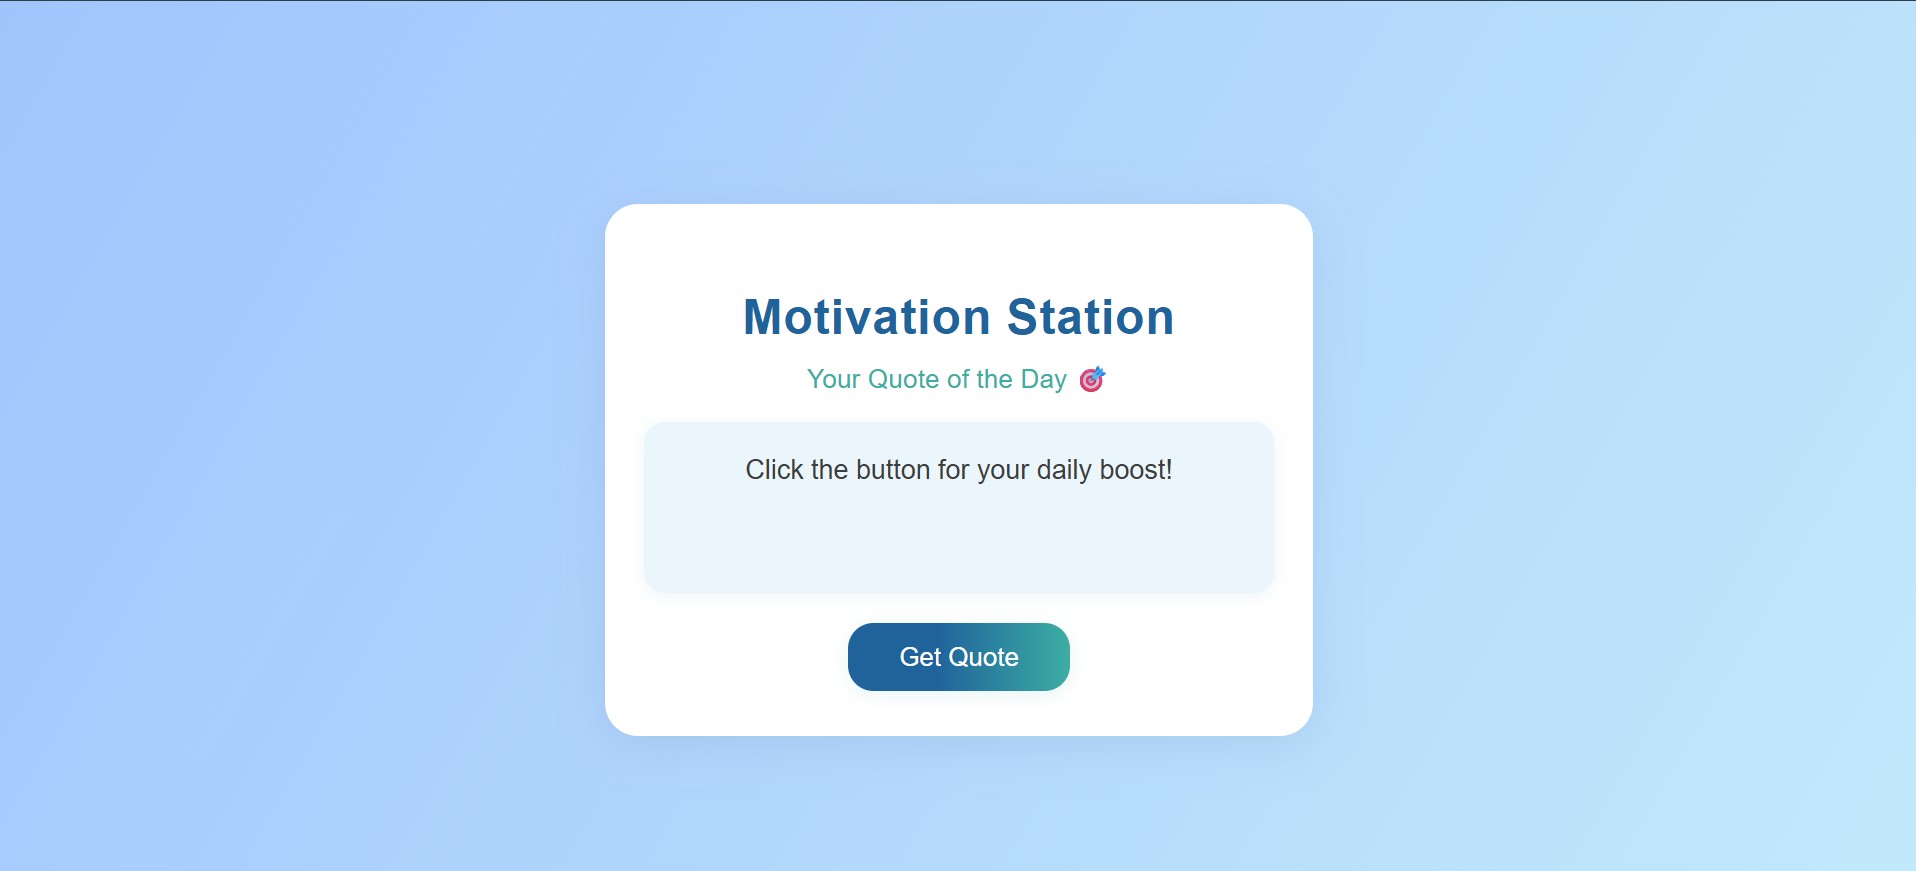 Motivation Station
Your Quote of the Day 🎯
Click the button for your daily boost!
Get Quote